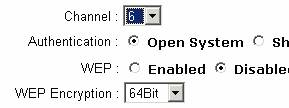 Channel : 6
Authentication : Open System Sh
WEP : Enabled Disable
WEP Encryption : 64Bit